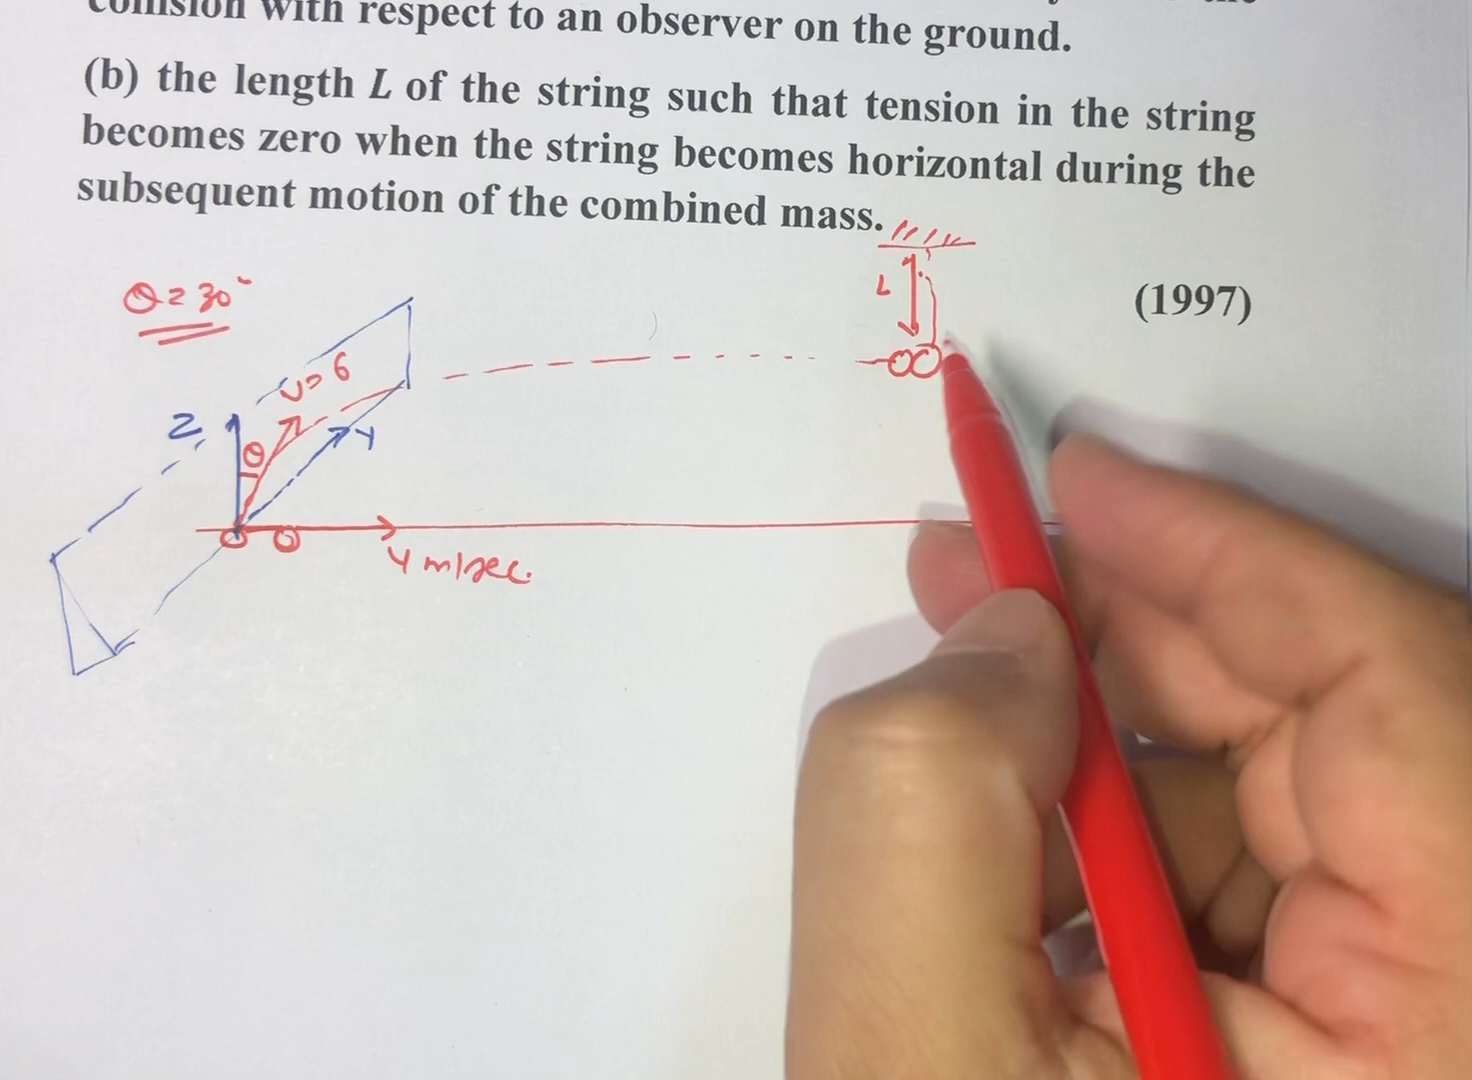 collision with respect to an observer on the ground.
(b) the length L of the string such that tension in the string
becomes zero when the string becomes horizontal during the
subsequent motion of the combined mass.
(1997)
θ = 30°
L
v = 6
Z
θ
Y
4 m/sec.